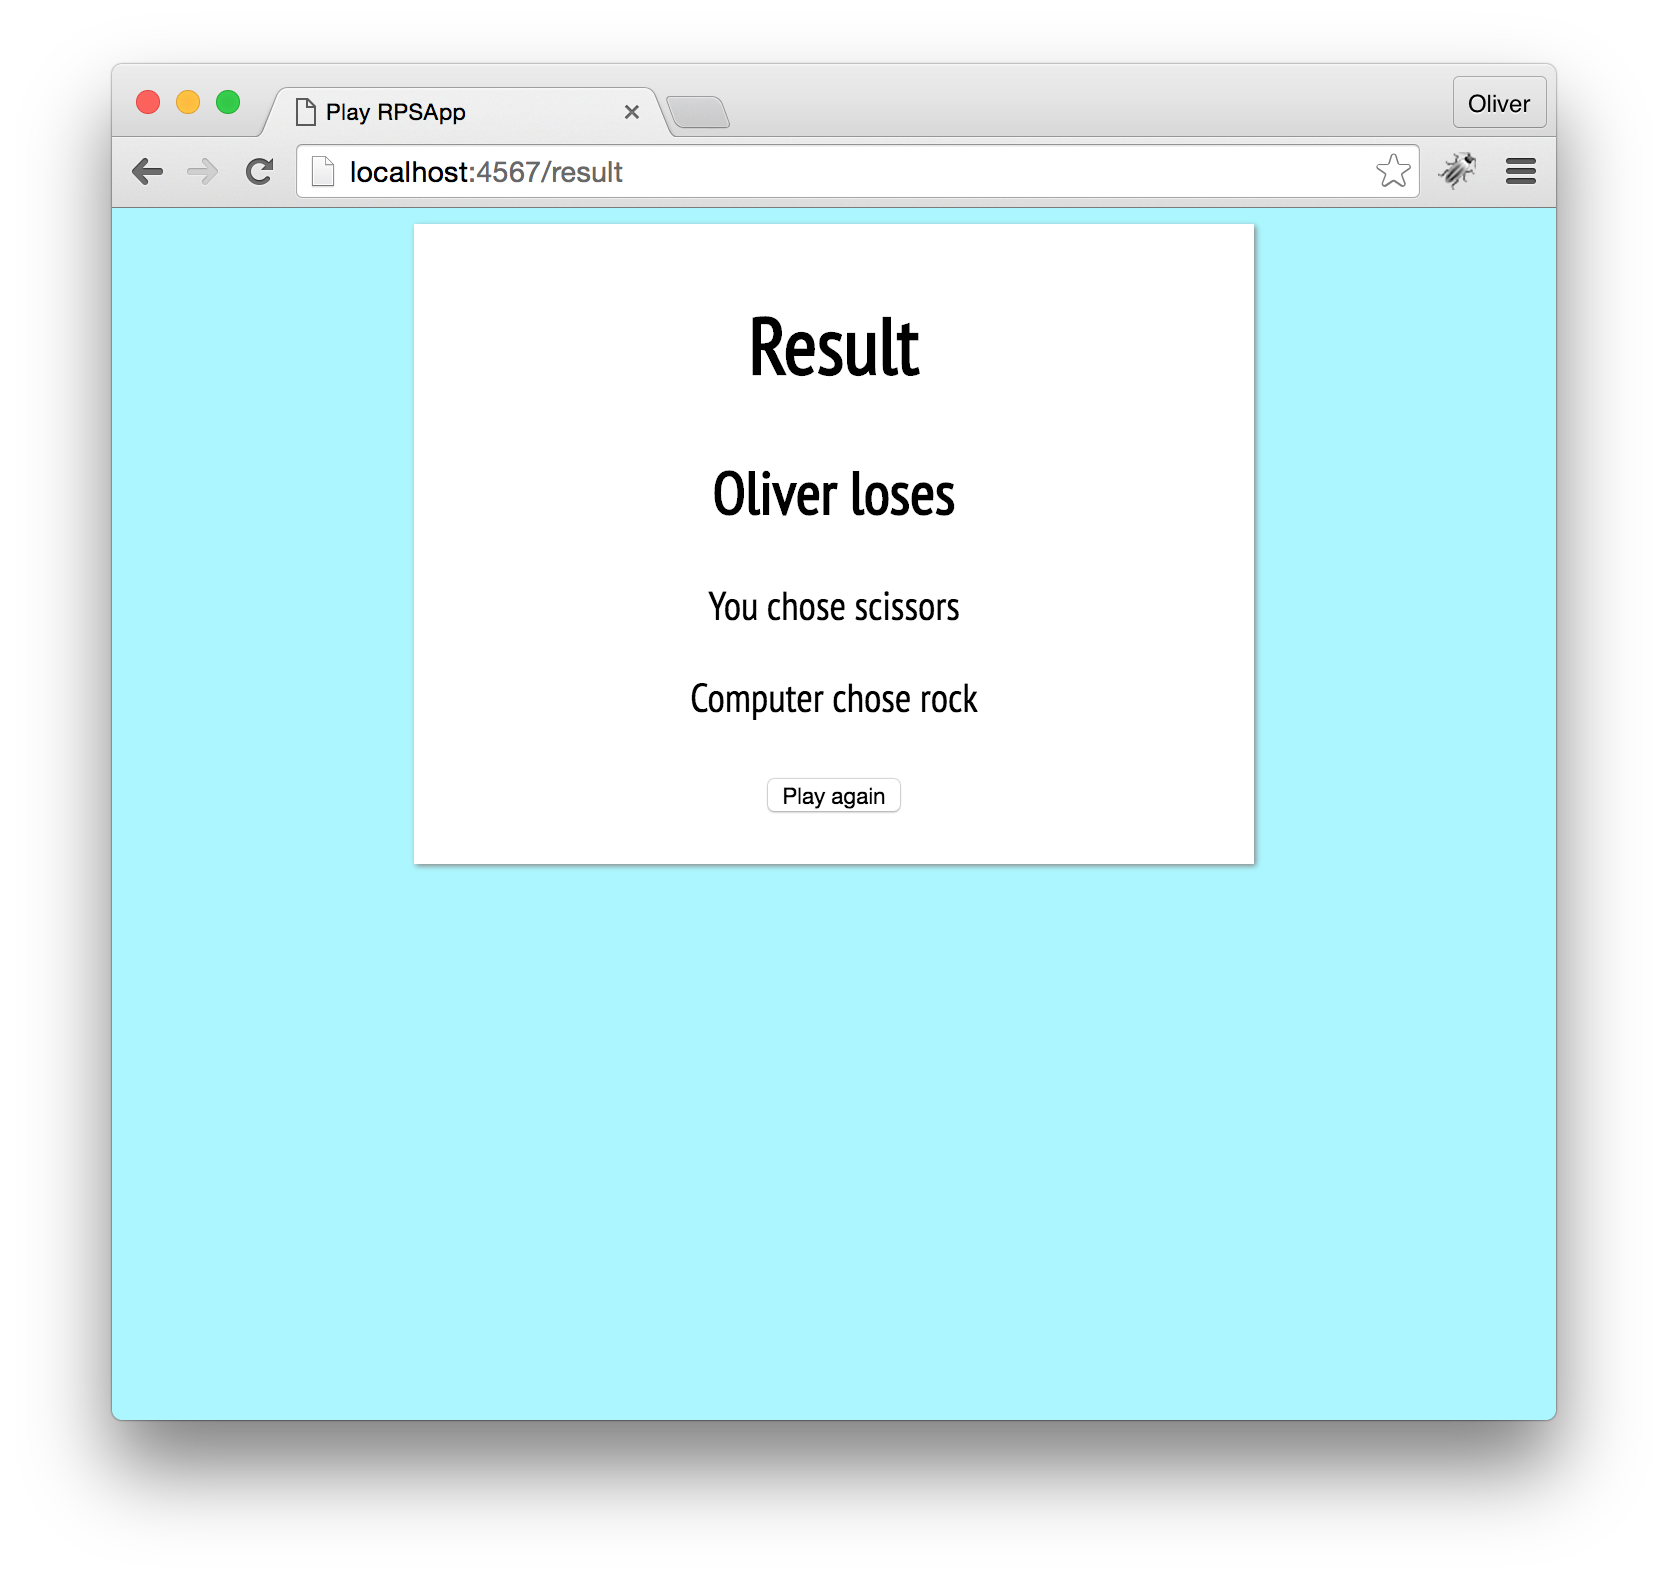 Play RPSApp
Oliver
localhost:4567/result
Result
Oliver loses
You chose scissors
Computer chose rock
Play again